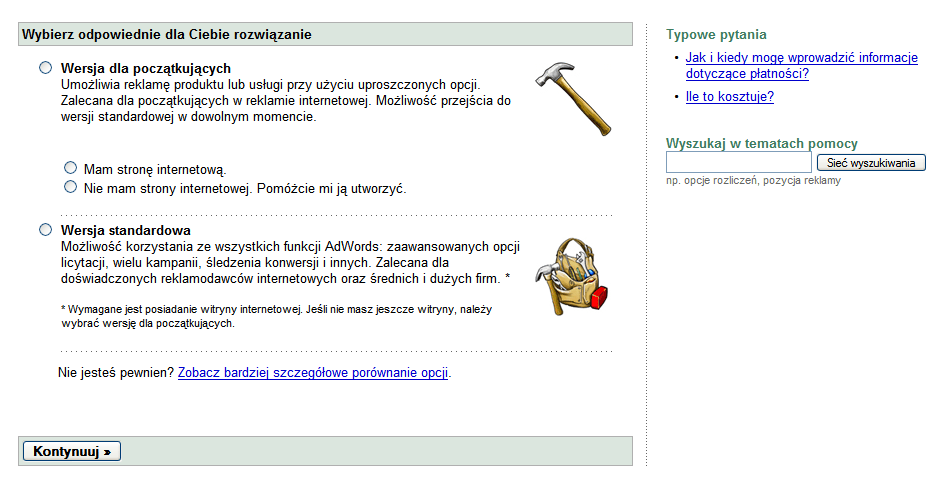 Wybierz odpowiednie dla Ciebie rozwiązanie
Wersja dla początkujących
Umożliwia reklamę produktu lub usługi przy użyciu uproszczonych opcji.
Zalecana dla początkujących w reklamie internetowej. Możliwość przejścia do
wersji standardowej w dowolnym momencie.
Mam stronę internetową.
Nie mam strony internetowej. Pomóżcie mi ją utworzyć.
Wersja standardowa
Możliwość korzystania ze wszystkich funkcji AdWords: zaawansowanych opcji
licytacji, wielu kampanii, śledzenia konwersji i innych. Zalecana dla
doświadczonych reklamodawców internetowych oraz średnich i dużych firm. *
* Wymagane jest posiadanie witryny internetowej. Jeśli nie masz jeszcze witryny, należy
wybrać wersję dla początkujących.
Nie jesteś pewnien? Zobacz bardziej szczegółowe porównanie opcji.
Kontynuuj »
Typowe pytania
• Jak i kiedy mogę wprowadzić informacje
dotyczące płatności?
• Ile to kosztuje?
Wyszukaj w tematach pomocy
Sieć wyszukiwania
np. opcje rozliczeń, pozycja reklamy